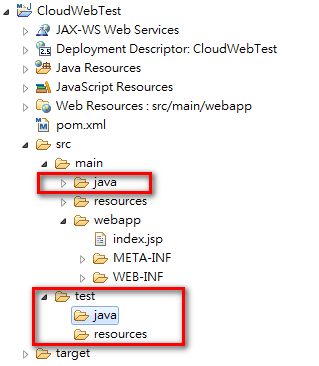 CloudWebTest
JAX-WS Web Services
Deployment Descriptor: CloudWebTest
Java Resources
JavaScript Resources
Web Resources : src/main/webapp
pom.xml
src
main
java
resources
webapp
index.jsp
META-INF
WEB-INF
test
java
resources
target